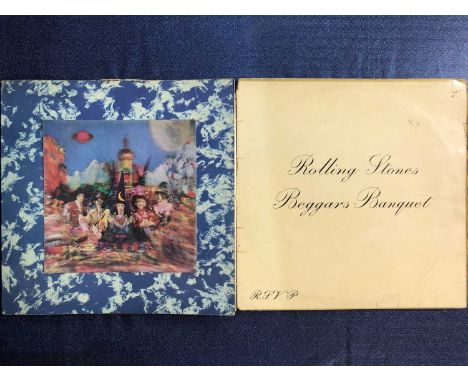 Rolling Stones
Beggars Banquet
R.S.V.P.